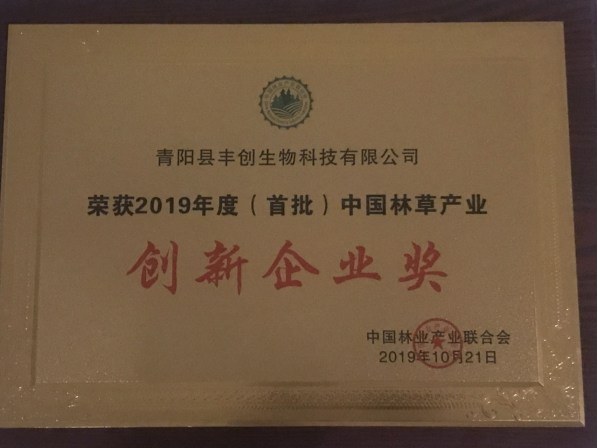 青阳县丰创生物科技有限公司
荣获2019年度（首批）中国林草产业
创新企业奖
中国林业产业联合会
2019年10月21日